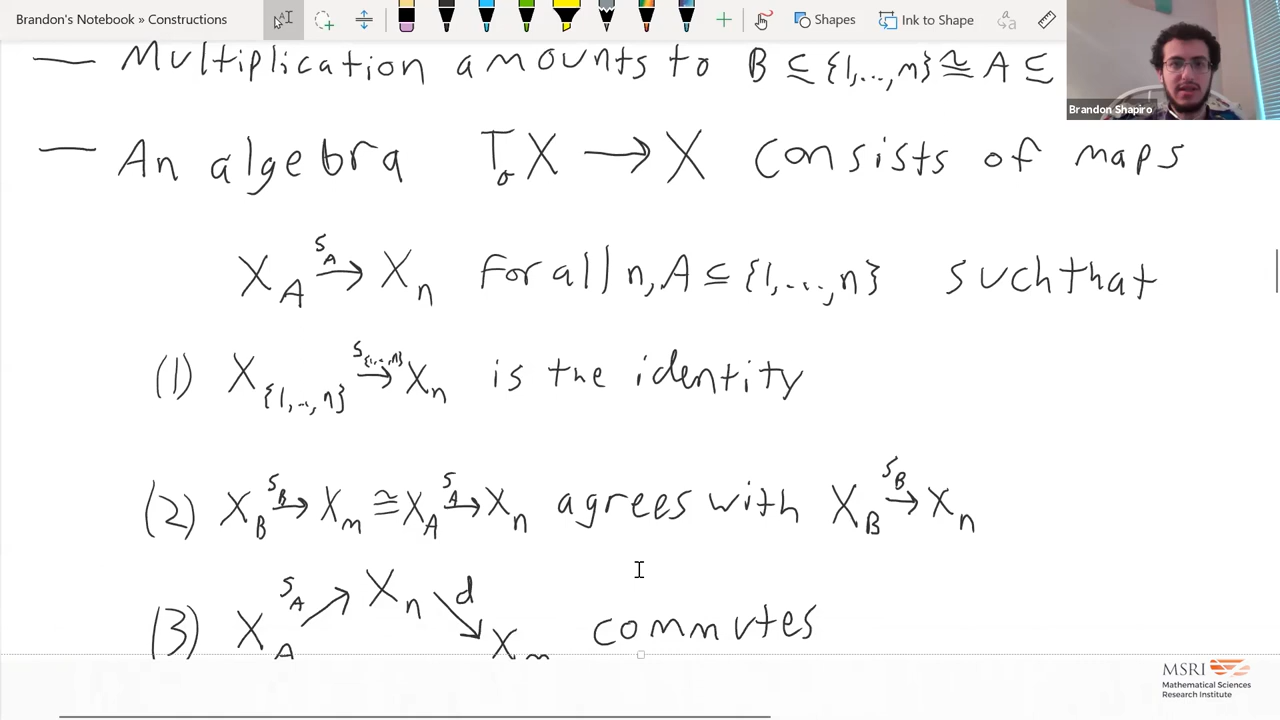 Brandon's Notebook » Constructions
Shapes
Ink to Shape
Brandon Shapiro
— Multiplication amounts to B ⊆ {1,...,n} ≅ A ⊆
— An algebra T₀X → X consists of maps
X_A →^{s_A} X_n for all n, A ⊆ {1,...,n} such that
(1) X_{{1,...,n}} →^{s_{{1,...,n}}} X_n is the identity
(2) X_B →^{s_B} X_m ≅ X_A →^{s_A} X_n agrees with X_B →^{s_B} X_n
(3) X_A ↗^{s_A} X_n ↘^{d} X_m commutes
MSRI
Mathematical Sciences
Research Institute